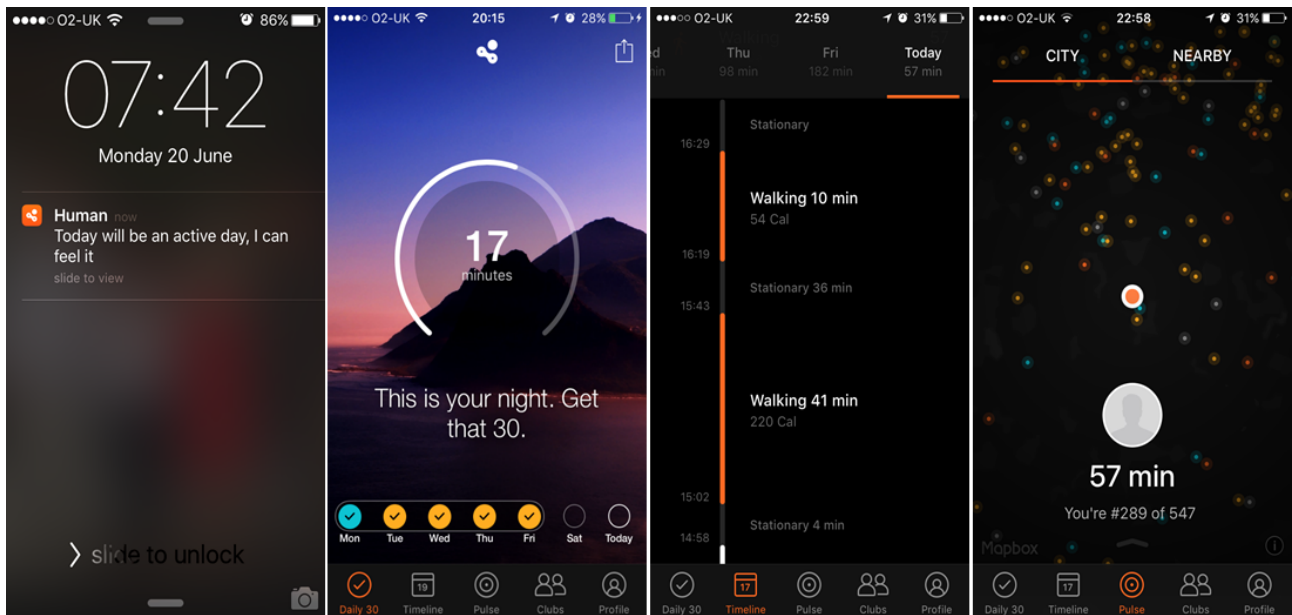 O2-UK 86%
07:42
Monday 20 June
Human now
Today will be an active day, I can
feel it
slide to view
slide to unlock
O2-UK 20:15 28%
17
minutes
This is your night. Get
that 30.
Mon Tue Wed Thu Fri Sat Today
19
Daily 30 Timeline Pulse Clubs Profile
O2-UK 22:59 31%
Walking
ed Thu Fri Today
min 98 min 182 min 57 min
Stationary
16:29
Walking 10 min
54 Cal
16:19
Stationary 36 min
15:43
Walking 41 min
220 Cal
15:02
Stationary 4 min
14:58
17
Daily 30 Timeline Pulse Clubs Profile
O2-UK 22:58 31%
CITY NEARBY
57 min
You're #289 of 547
Mapbox
17
Daily 30 Timeline Pulse Clubs Profile